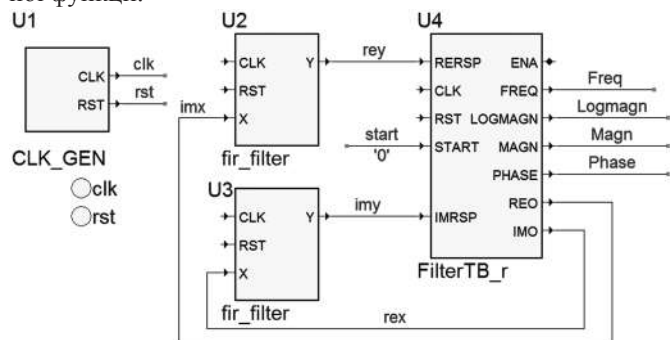 ної функції.
U1
CLK
clk
RST
rst
CLK_GEN
clk
rst
U2
CLK
Y
RST
X
fir_filter
rey
imx
U3
CLK
Y
RST
X
fir_filter
imy
rex
start
'0'
U4
RERSP
ENA
CLK
FREQ
RST
LOGMAGN
START
MAGN
PHASE
REO
IMRSP
IMO
FilterTB_r
Freq
Logmagn
Magn
Phase